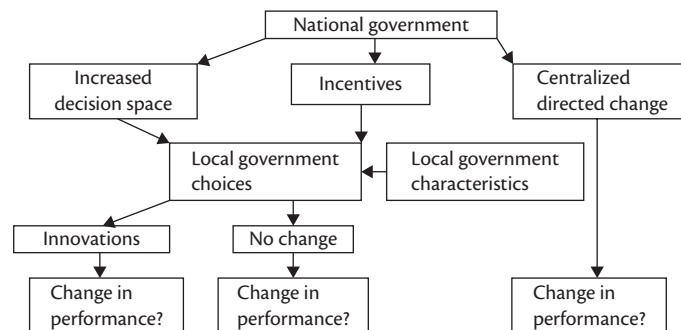 National government
Increased
decision space
Incentives
Centralized
directed change
Local government
choices
Local government
characteristics
Innovations
No change
Change in
performance?
Change in
performance?
Change in
performance?